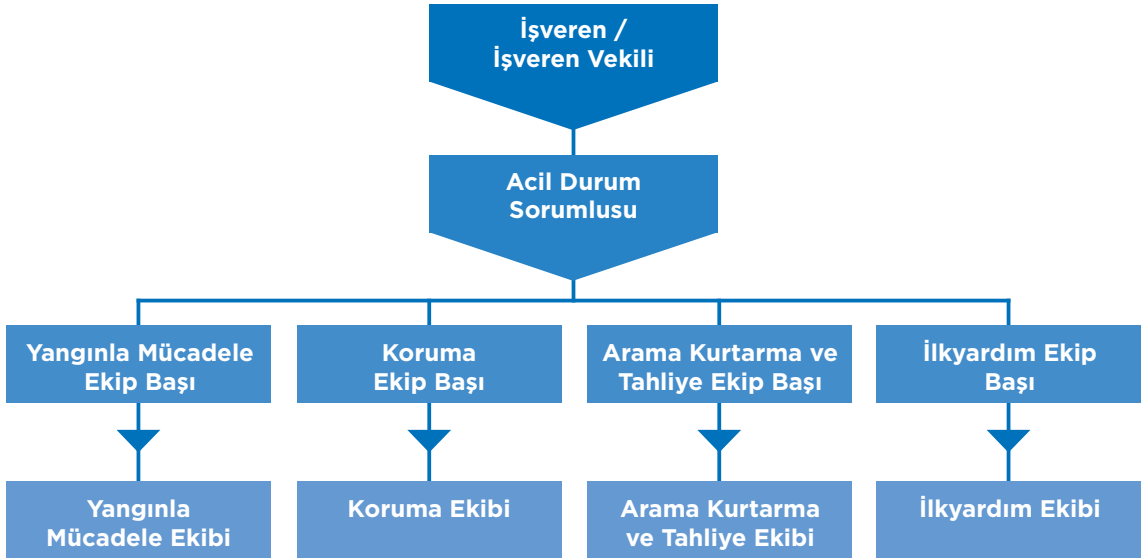 İşveren /
İşveren Vekili
Acil Durum
Sorumlusu
Yangınla Mücadele
Ekip Başı
Koruma
Ekip Başı
Arama Kurtarma ve
Tahliye Ekip Başı
İlkyardım Ekip
Başı
Yangınla
Mücadele Ekibi
Koruma Ekibi
Arama Kurtarma
ve Tahliye Ekibi
İlkyardım Ekibi